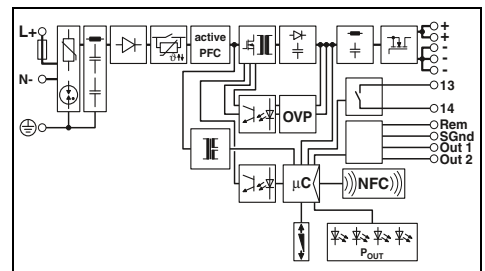 L+
N-
ϑ
active
PFC
OVP
+
+
-
-
-
13
14
Rem
SGnd
Out 1
Out 2
µC
NFC
POUT